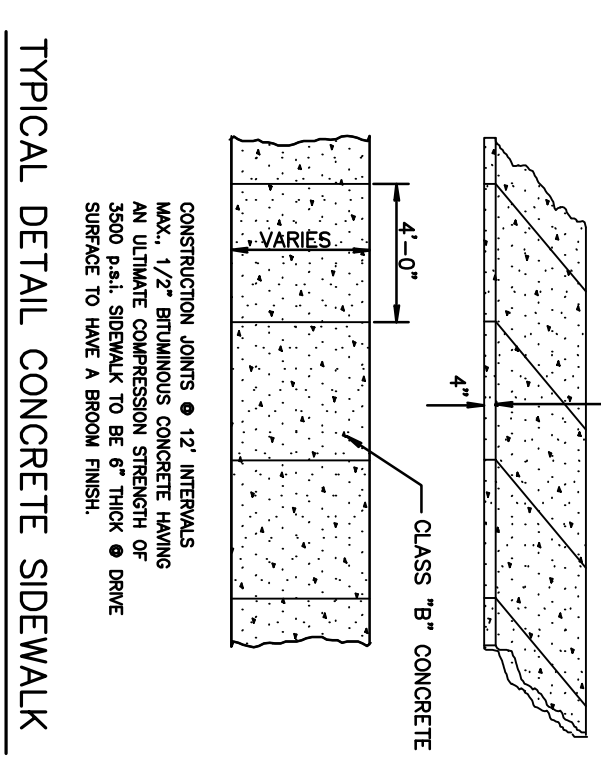 4"
CLASS "B" CONCRETE
4'-0"
VARIES
CONSTRUCTION JOINTS @ 12' INTERVALS
MAX., 1/2" BITUMINOUS CONCRETE HAVING
AN ULTIMATE COMPRESSION STRENGTH OF
3500 p.s.i. SIDEWALK TO BE 6" THICK @ DRIVE
SURFACE TO HAVE A BROOM FINISH.
TYPICAL DETAIL CONCRETE SIDEWALK